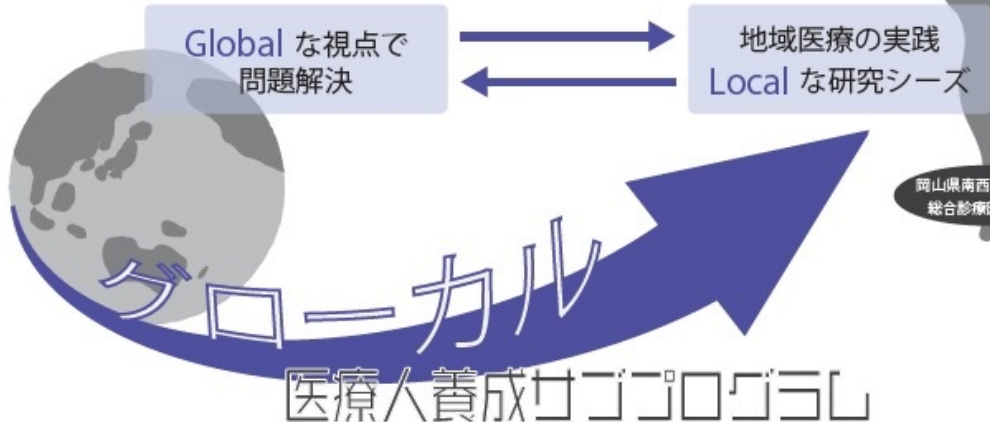 Global な視点で
問題解決
地域医療の実践
Local な研究シーズ
岡山県南西
総合診療
グローカル
医療人養成サブプログラム